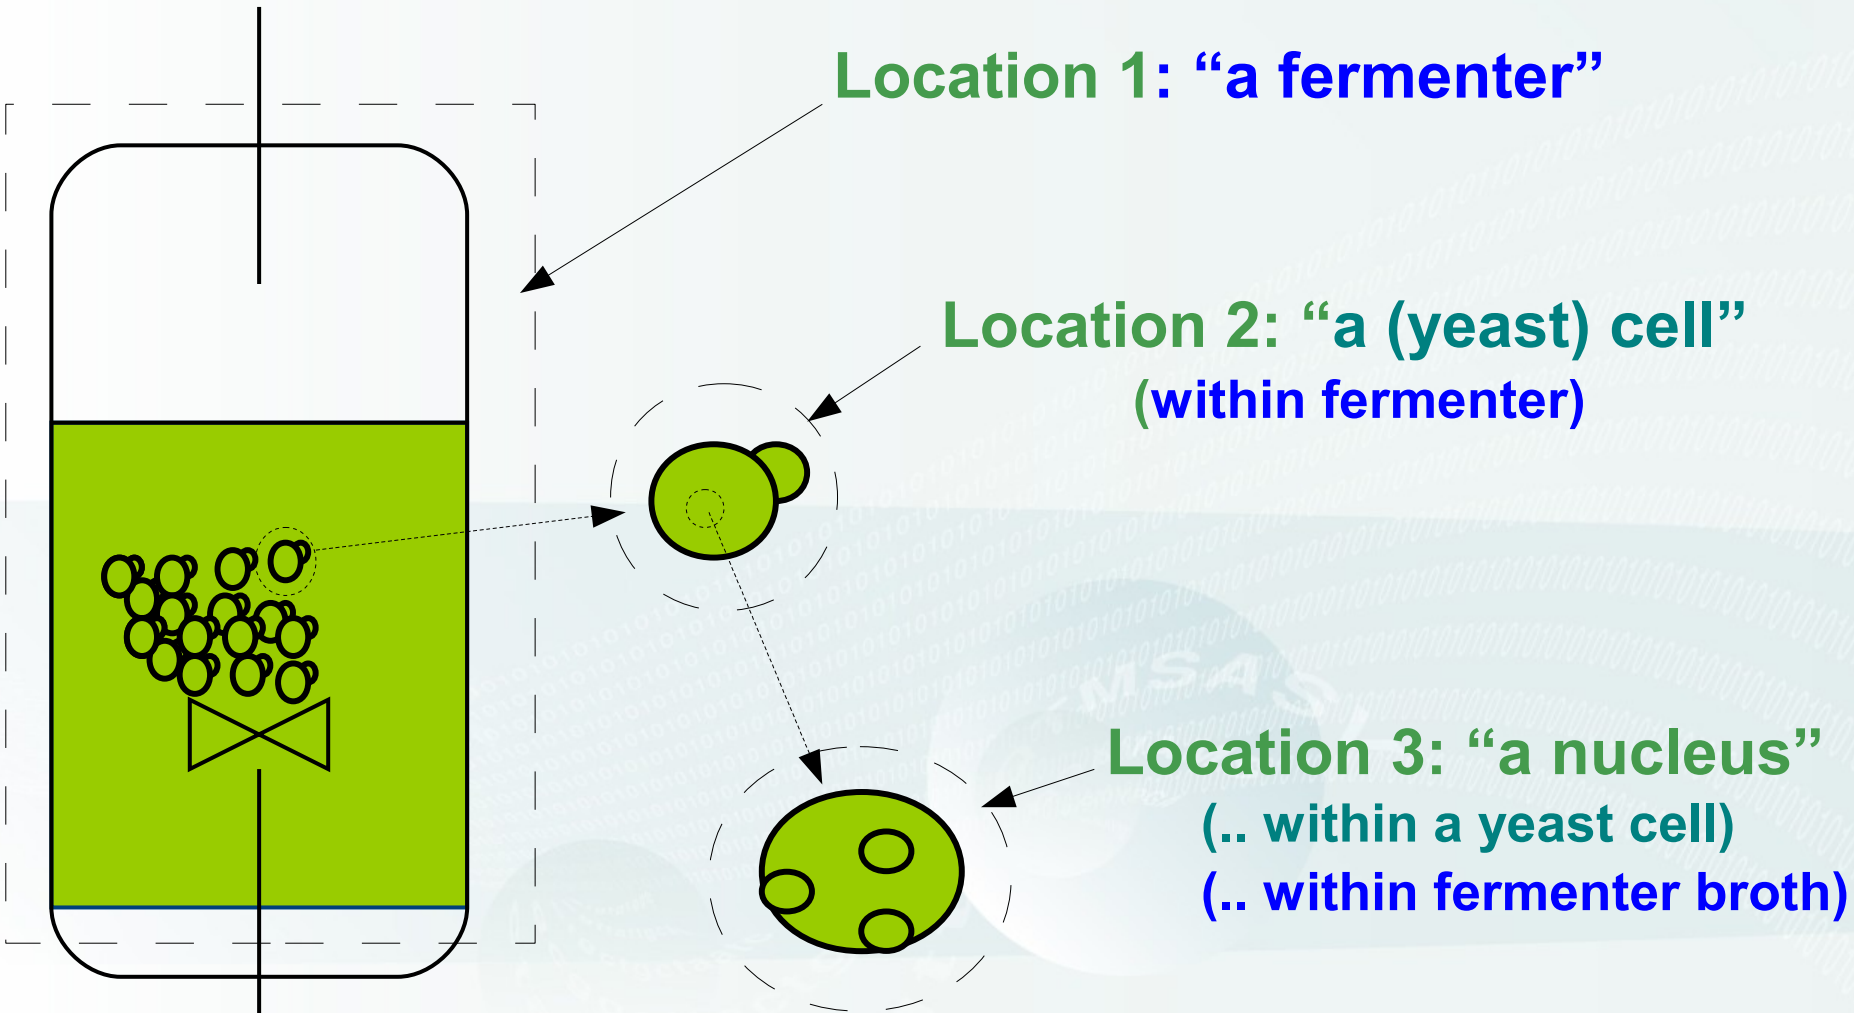 Location 1: “a fermenter”
Location 2: “a (yeast) cell”
(within fermenter)
Location 3: “a nucleus”
(.. within a yeast cell)
(.. within fermenter broth)